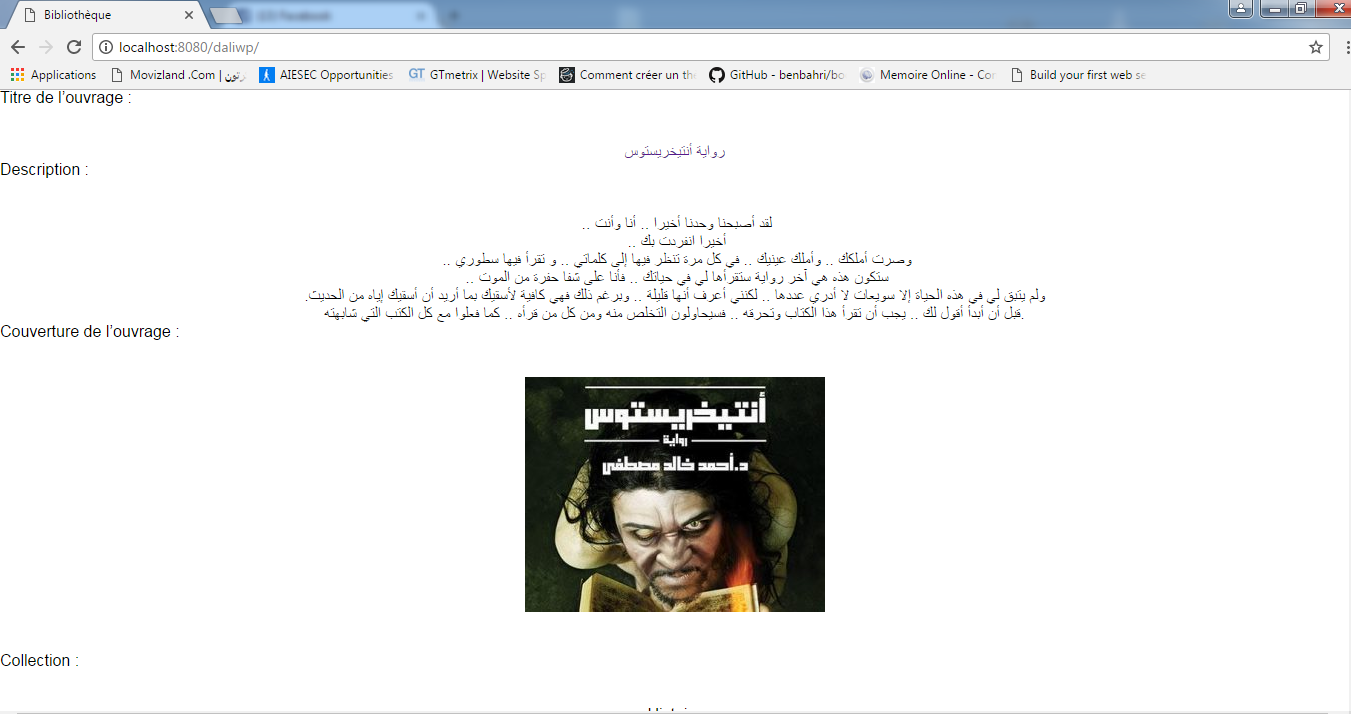 Bibliothèque
localhost:8080/daliwp/
Applications
Movizland .Com | رتون
AIESEC Opportunities
GTmetrix | Website Sp
Comment créer un the
GitHub - benbahri/bo
Memoire Online - Cor
Build your first web se
Titre de l’ouvrage :
رواية أنتيخريستوس
Description :
لقد أصبحنا وحدنا أخيرا .. أنا وأنت ..
أخيرا انفردت بك ..
وصرت أملكك .. وأملك عينيك .. في كل مرة تنظر فيها إلى كلماتي .. و تقرأ فيها سطوري ..
ستكون هذه هي آخر رواية ستقرأها لي في حياتك .. فأنا على شفا حفرة من الموت ..
ولم يتبق لي في هذه الحياة إلا سويعات لا أدري عددها .. لكنني أعرف أنها قليلة .. وبرغم ذلك فهي كافية لأسقيك بما أريد أن أسقيك إياه من الحديث.
.قبل أن أبدأ أقول لك .. يجب أن تقرأ هذا الكتاب وتحرقه .. فسيحاولون التخلص منه ومن كل من قرأه .. كما فعلوا مع كل الكتب التي شابهته
Couverture de l’ouvrage :
أنتيخريستوس
رواية
د.أحمد خالد مصطفى
Collection :